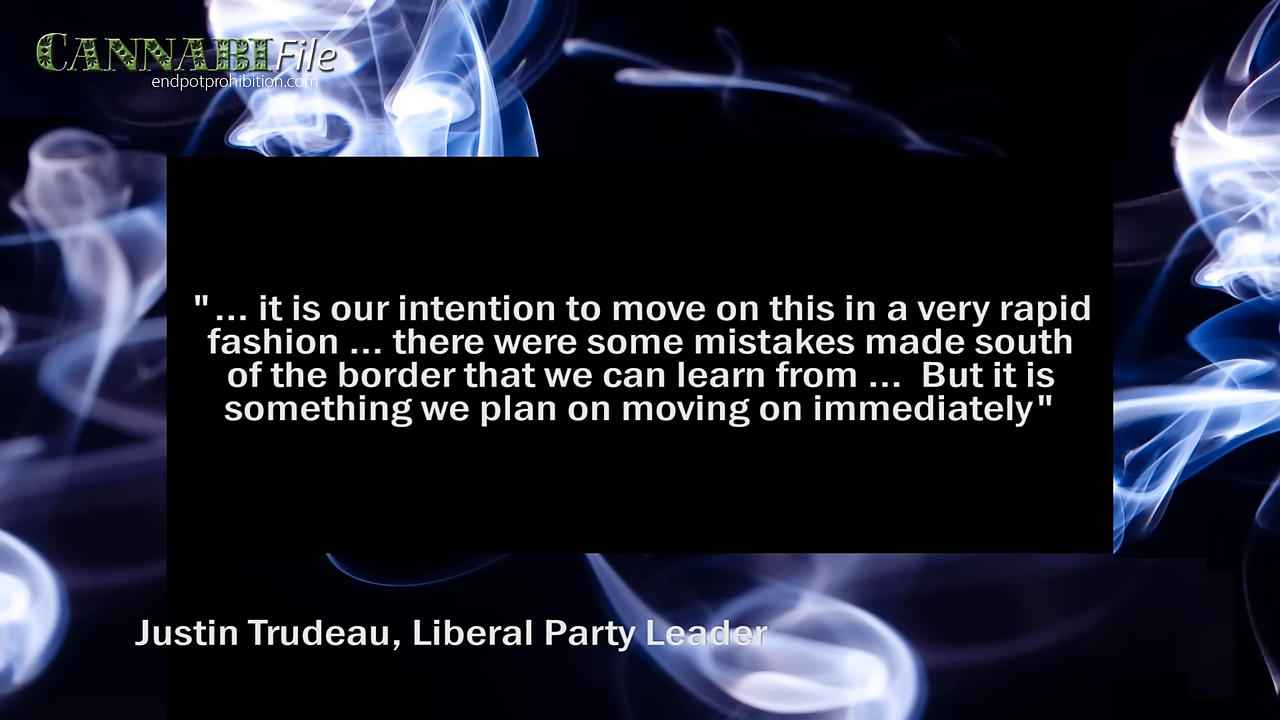 CANNABIFile
endpotprohibition.com
"... it is our intention to move on this in a very rapid
fashion ... there were some mistakes made south
of the border that we can learn from ...  But it is
something we plan on moving on immediately"
Justin Trudeau, Liberal Party Leader